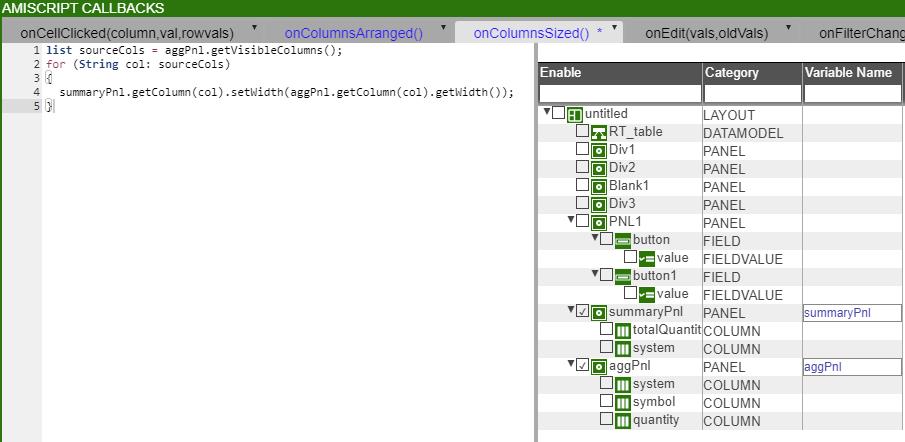 AMISCRIPT CALLBACKS
onCellClicked(column,val,rowvals) onColumnsArranged() onColumnsSized() * onEdit(vals,oldVals) onFilterChang
1 list sourceCols = aggPnl.getVisibleColumns();
2 for (String col: sourceCols)
3 {
4 summaryPnl.getColumn(col).setWidth(aggPnl.getColumn(col).getWidth());
5 }
Enable Category Variable Name
untitled LAYOUT
RT_table DATAMODEL
Div1 PANEL
Div2 PANEL
Blank1 PANEL
Div3 PANEL
PNL1 PANEL
button FIELD
value FIELDVALUE
button1 FIELD
value FIELDVALUE
summaryPnl PANEL summaryPnl
totalQuantit COLUMN
system COLUMN
aggPnl PANEL aggPnl
system COLUMN
symbol COLUMN
quantity COLUMN